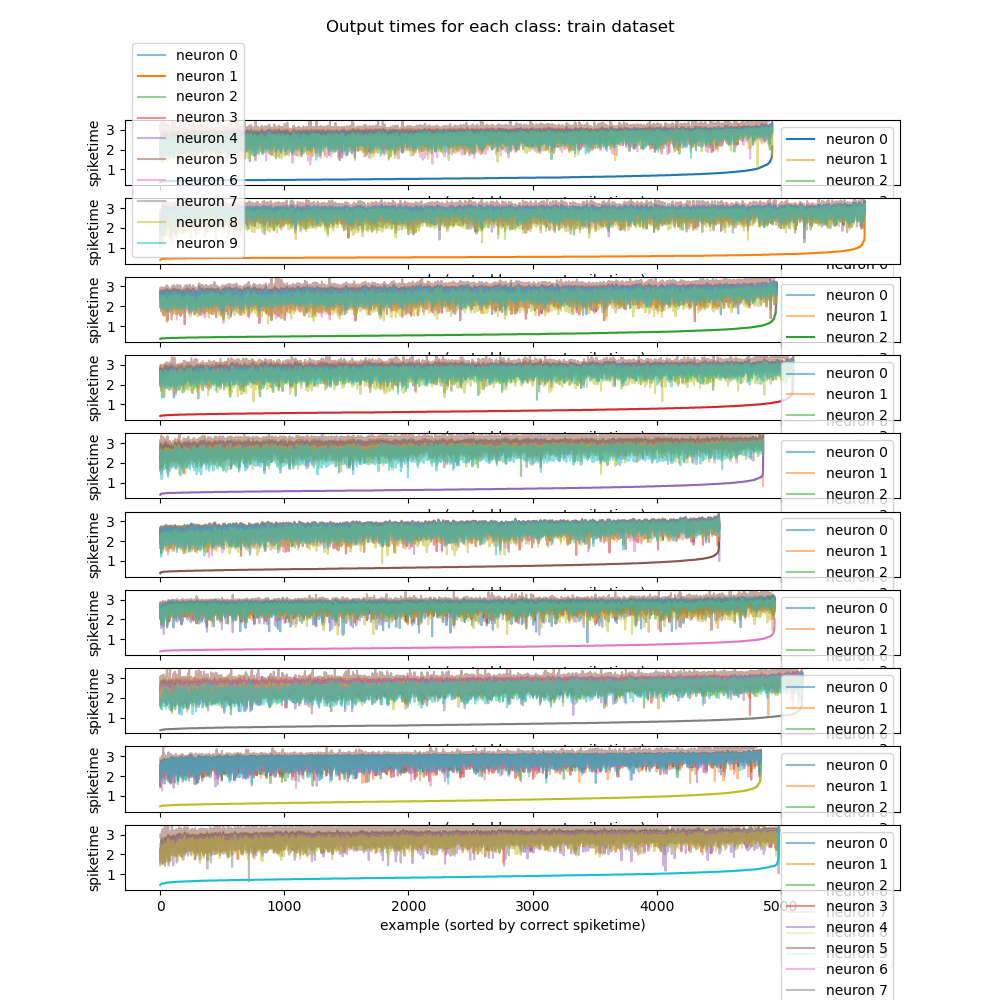 Output times for each class: train dataset
neuron 0
neuron 1
neuron 2
neuron 3
neuron 4
neuron 5
neuron 6
neuron 7
neuron 8
neuron 9
spiketime
3
2
1
neuron 0
neuron 1
neuron 2
spiketime
3
2
1
spiketime
3
2
1
neuron 0
neuron 1
neuron 2
spiketime
3
2
1
neuron 0
neuron 1
neuron 2
spiketime
3
2
1
neuron 0
neuron 1
neuron 2
spiketime
3
2
1
neuron 0
neuron 1
neuron 2
spiketime
3
2
1
neuron 0
neuron 1
neuron 2
spiketime
3
2
1
neuron 0
neuron 1
neuron 2
spiketime
3
2
1
neuron 0
neuron 1
neuron 2
spiketime
3
2
1
neuron 0
neuron 1
neuron 2
neuron 3
neuron 4
neuron 5
neuron 6
neuron 7
0 1000 2000 3000 4000 5000
example (sorted by correct spiketime)